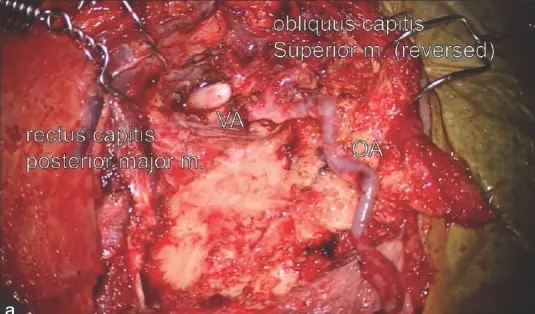 obliquus capitis
Superior m. (reversed)
VA
rectus capitis
posterior major m.
OA
a